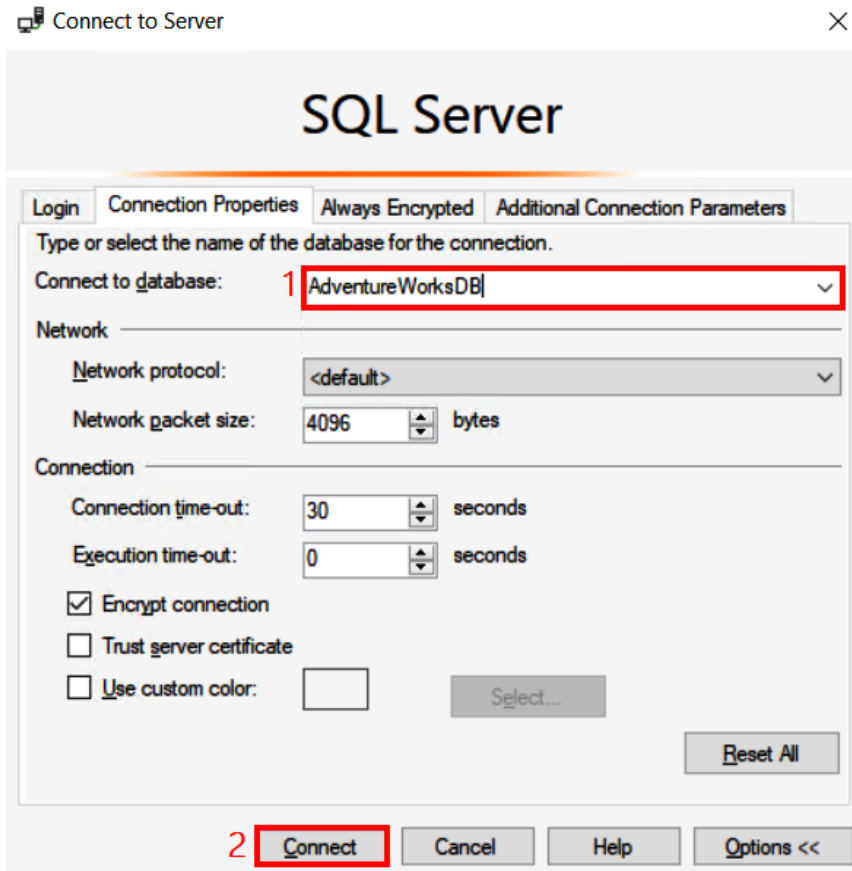 Connect to Server
SQL Server
Login Connection Properties Always Encrypted Additional Connection Parameters
Type or select the name of the database for the connection.
Connect to database: 1 AdventureWorksDB
Network
Network protocol: <default>
Network packet size: 4096 bytes
Connection
Connection time-out: 30 seconds
Execution time-out: 0 seconds
Encrypt connection
Trust server certificate
Use custom color: Select...
Reset All
2 Connect Cancel Help Options <<